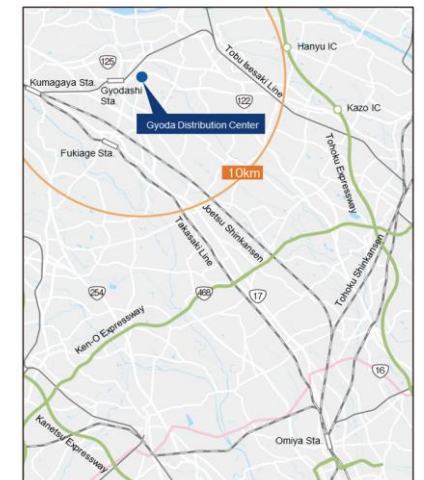 Hanyu IC
125
Tobu Isesaki Line
Kumagaya Sta.
Gyodashi
Sta.
122
Kazo IC
Gyoda Distribution Center
Fukiage Sta.
10km
Tohoku Expressway
Joetsu Shinkansen
Takasaki Line
Tohoku Shinkansen
254
468
17
Ken-O Expressway
16
Kanetsu Expressway
Omiya Sta.